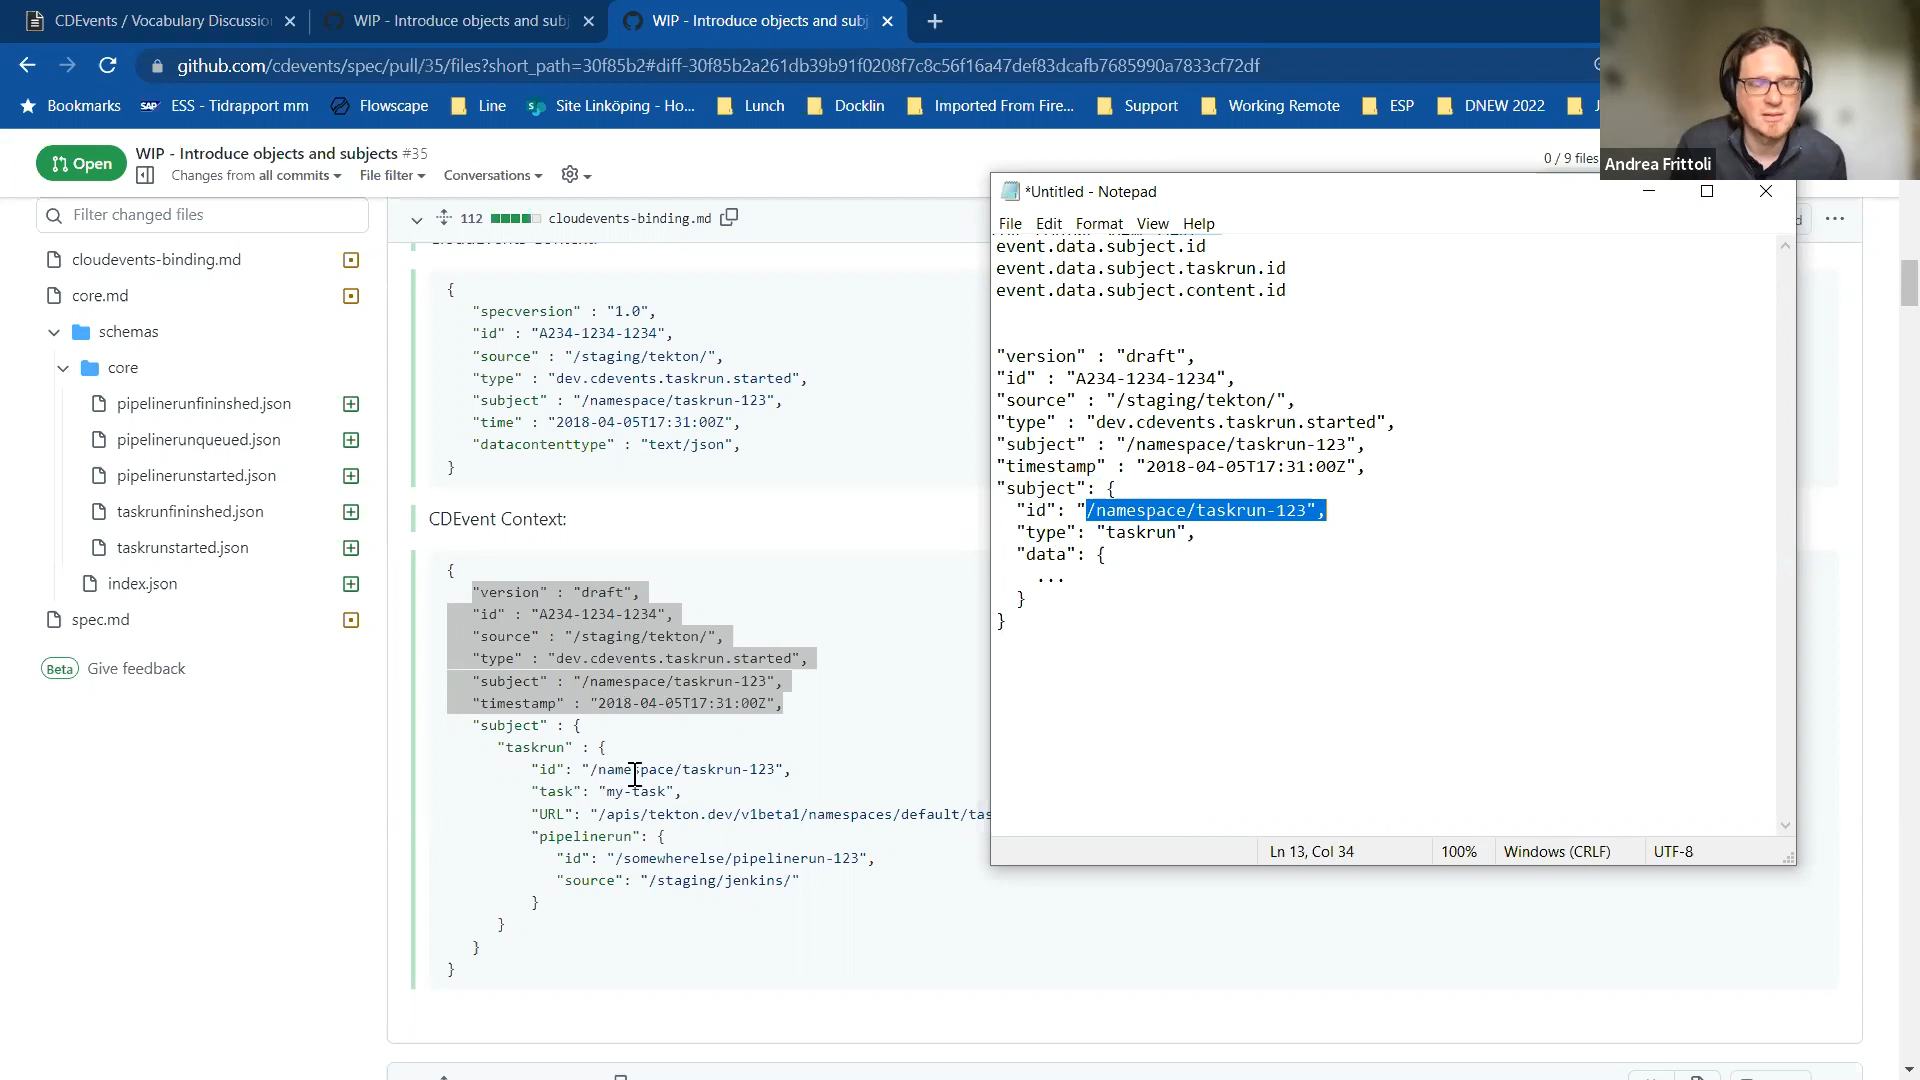 CDEvents / Vocabulary Discussio
WIP - Introduce objects and subj
WIP - Introduce objects and subj
github.com/cdevents/spec/pull/35/files?short_path=30f85b2#diff-30f85b2a261db39b91f0208f7c8c56f16a47def83dcafb7685990a7833cf72df
Bookmarks
SAP ESS - Tidrapport mm
Flowscape
Line
Site Linköping - Ho...
Lunch
Docklin
Imported From Fire...
Support
Working Remote
ESP
DNEW 2022
Andrea Frittoli
Open
WIP - Introduce objects and subjects #35
Changes from all commits
File filter
Conversations
0 / 9 files
Filter changed files
cloudevents-binding.md
core.md
schemas
core
pipelinerunfininshed.json
pipelinerunqueued.json
pipelinerunstarted.json
taskrunfininshed.json
taskrunstarted.json
index.json
spec.md
Beta Give feedback
112 cloudevents-binding.md
{
"specversion" : "1.0",
"id" : "A234-1234-1234",
"source" : "/staging/tekton/",
"type" : "dev.cdevents.taskrun.started",
"subject" : "/namespace/taskrun-123",
"time" : "2018-04-05T17:31:00Z",
"datacontenttype" : "text/json",
}
CDEvent Context:
{
"version" : "draft",
"id" : "A234-1234-1234",
"source" : "/staging/tekton/",
"type" : "dev.cdevents.taskrun.started",
"subject" : "/namespace/taskrun-123",
"timestamp" : "2018-04-05T17:31:00Z",
"subject" : {
"taskrun" : {
"id": "/namespace/taskrun-123",
"task": "my-task",
"URL": "/apis/tekton.dev/v1beta1/namespaces/default/tas
"pipelinerun": {
"id": "/somewherelse/pipelinerun-123",
"source": "/staging/jenkins/"
}
}
}
}
*Untitled - Notepad
File Edit Format View Help
event.data.subject.id
event.data.subject.taskrun.id
event.data.subject.content.id
"version" : "draft",
"id" : "A234-1234-1234",
"source" : "/staging/tekton/",
"type" : "dev.cdevents.taskrun.started",
"subject" : "/namespace/taskrun-123",
"timestamp" : "2018-04-05T17:31:00Z",
"subject": {
"id": "/namespace/taskrun-123",
"type": "taskrun",
"data": {
...
}
}
Ln 13, Col 34
100%
Windows (CRLF)
UTF-8